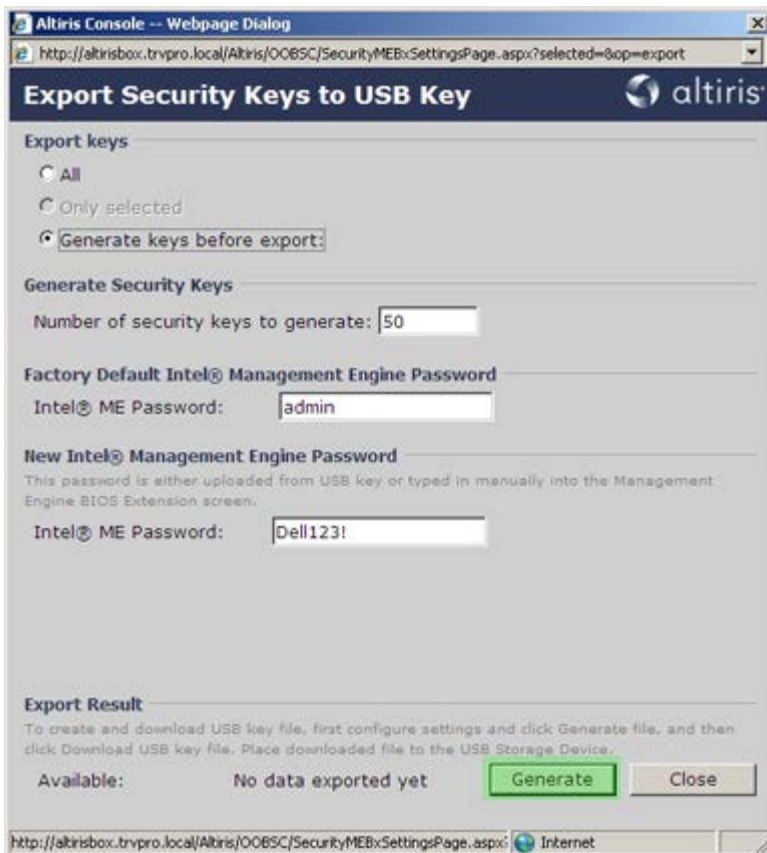 Altiris Console -- Webpage Dialog
http://altirisbox.trvpro.local/Altiris/OOBSC/SecurityMEBxSettingsPage.aspx?selected=&op=export
Export Security Keys to USB Key
altiris
Export keys
All
Only selected
Generate keys before export:
Generate Security Keys
Number of security keys to generate: 50
Factory Default Intel® Management Engine Password
Intel® ME Password: admin
New Intel® Management Engine Password
This password is either uploaded from USB key or typed in manually into the Management
Engine BIOS Extension screen.
Intel® ME Password: Dell123!
Export Result
To create and download USB key file, first configure settings and click Generate file, and then
click Download USB key file. Place downloaded file to the USB Storage Device.
Available: No data exported yet Generate Close
http://altirisbox.trvpro.local/Altiris/OOBSC/SecurityMEBxSettingsPage.aspx? Internet